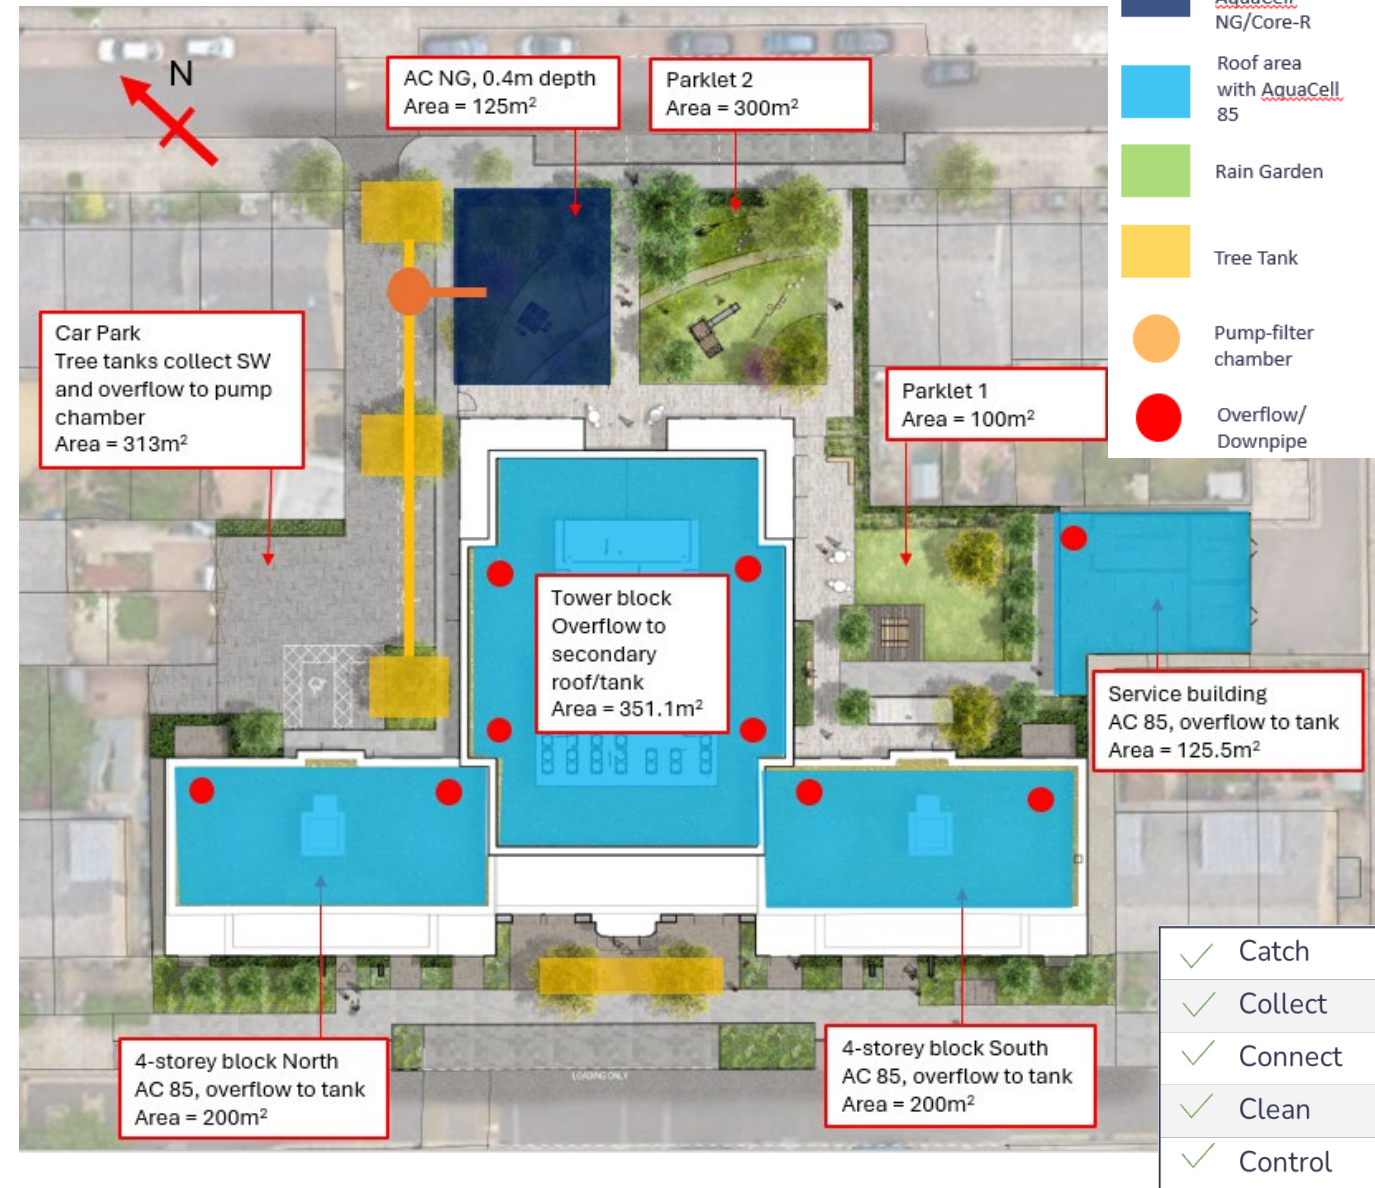 N
AC NG, 0.4m depth
Area = 125m²
Parklet 2
Area = 300m²
AquaCell
NG/Core-R
Roof area
with AquaCell
85
Rain Garden
Tree Tank
Pump-filter
chamber
Overflow/
Downpipe
Car Park
Tree tanks collect SW
and overflow to pump
chamber
Area = 313m²
Parklet 1
Area = 100m²
Tower block
Overflow to
secondary
roof/tank
Area = 351.1m²
Service building
AC 85, overflow to tank
Area = 125.5m²
4-storey block North
AC 85, overflow to tank
Area = 200m²
LOADING ONLY
4-storey block South
AC 85, overflow to tank
Area = 200m²
Catch
Collect
Connect
Clean
Control